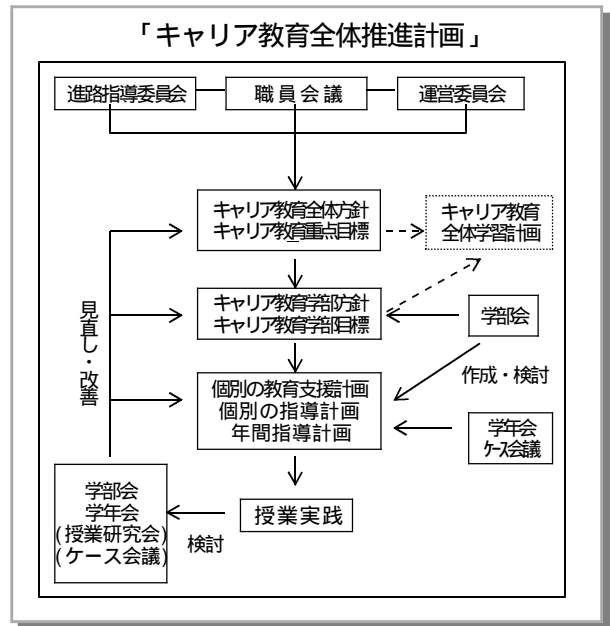 「キャリア教育全体推進計画」
進路指導委員会
職員会議
運営委員会
キャリア教育全体方針
キャリア教育重点目標
キャリア教育
全体学習計画
キャリア教育学部方針
キャリア教育学部目標
学部会
見直し・改善
作成・検討
個別の教育支援計画
個別の指導計画
年間指導計画
学年会
ケース会議
学部会
学年会
(授業研究会)
(ケース会議)
検討
授業実践